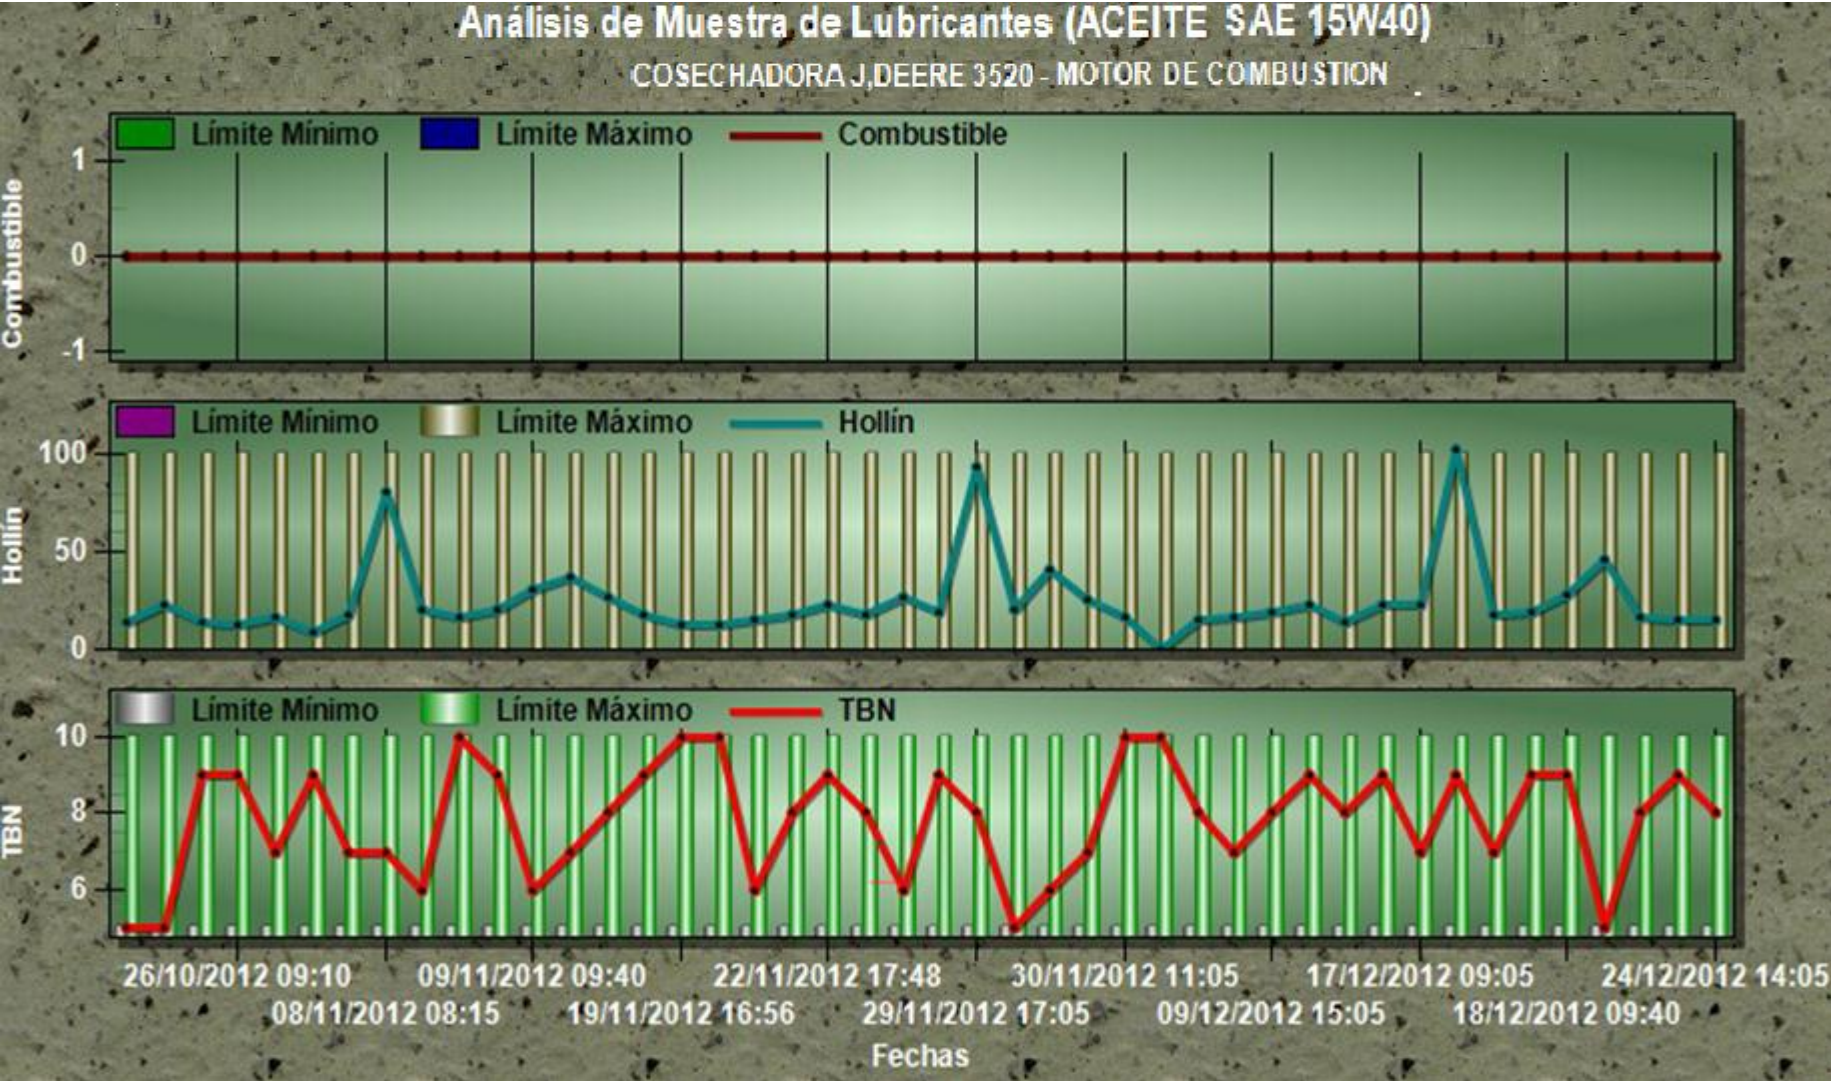 Análisis de Muestra de Lubricantes (ACEITE SAE 15W40)
COSECHADORA J,DEERE 3520 - MOTOR DE COMBUSTION
Límite Mínimo Límite Máximo Combustible
1
0
-1
Combustible
Límite Mínimo Límite Máximo Hollín
100
50
0
Hollín
Límite Mínimo Límite Máximo TBN
10
8
6
TBN
26/10/2012 09:10 09/11/2012 09:40 22/11/2012 17:48 30/11/2012 11:05 17/12/2012 09:05 24/12/2012 14:05
08/11/2012 08:15 19/11/2012 16:56 29/11/2012 17:05 09/12/2012 15:05 18/12/2012 09:40
Fechas